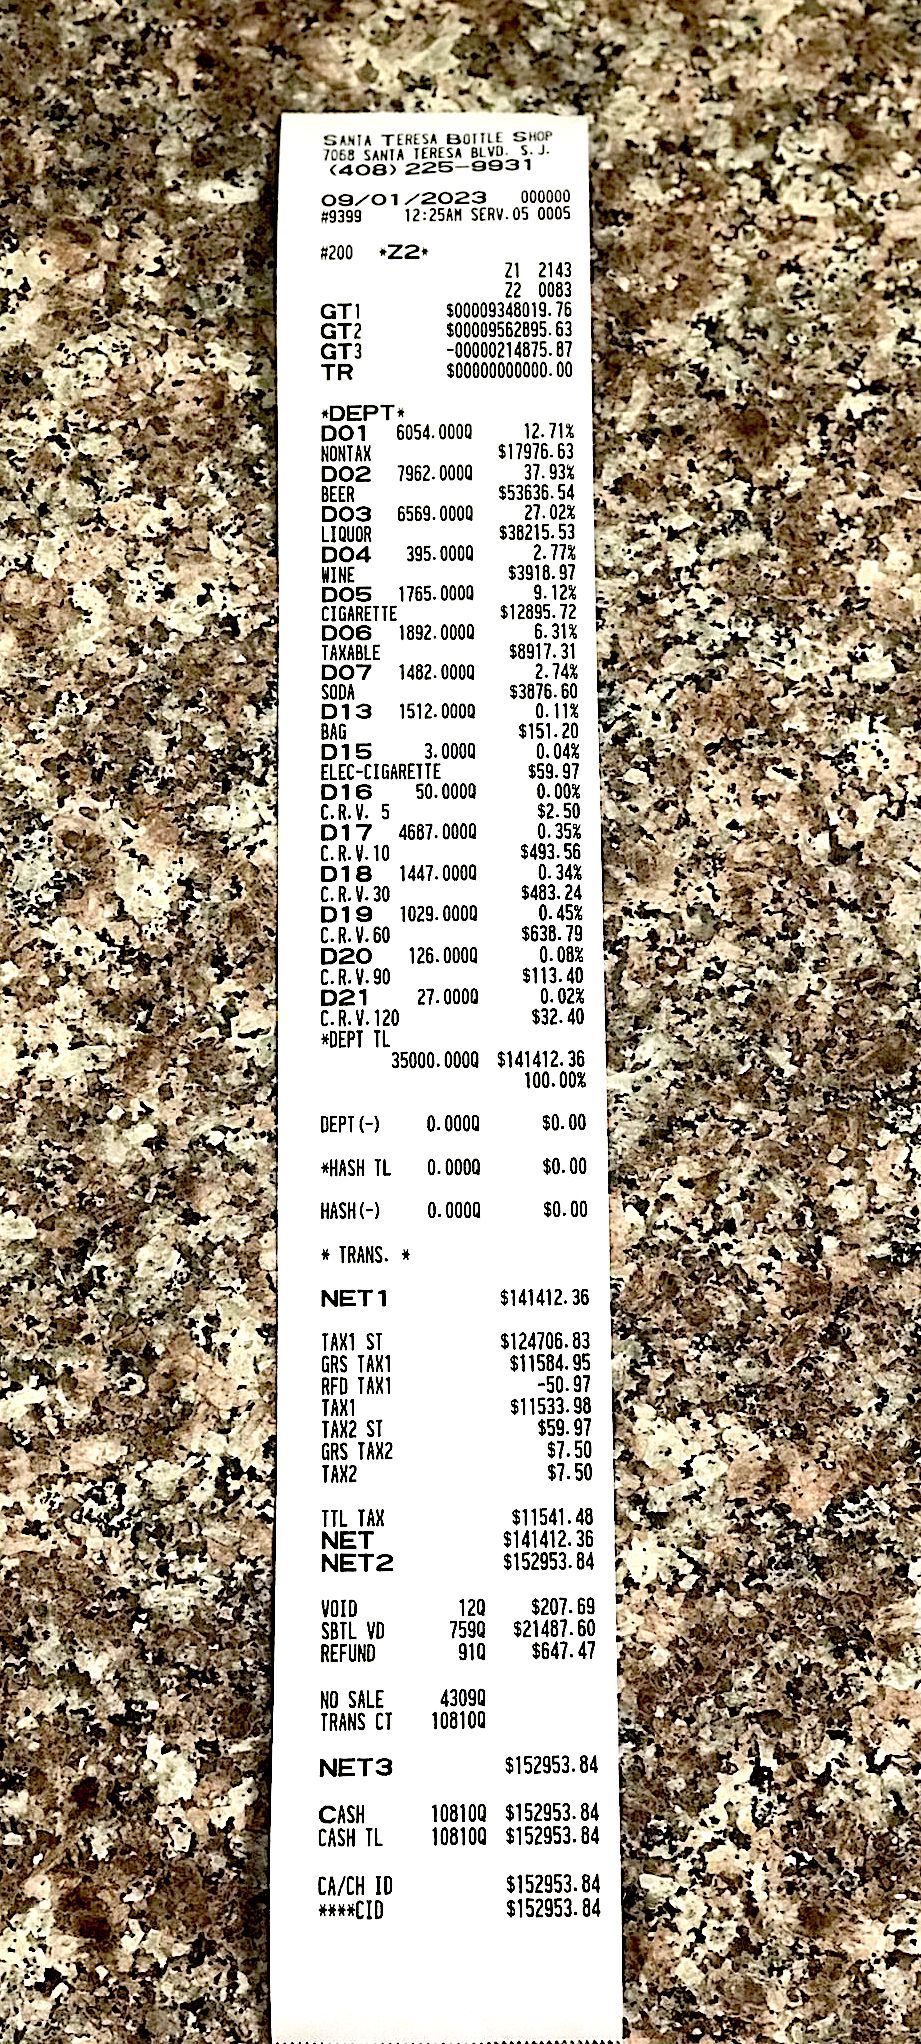 SANTA TERESA BOTTLE SHOP
7068 SANTA TERESA BLVD. S.J.
(408) 225-9931
09/01/2023 000000
#9399 12:25AM SERV.05 0005
#200 *Z2*
Z1 2143
Z2 0083
GT1 $00009348019.76
GT2 $00009562895.63
GT3 -00000214875.87
TR $00000000000.00
*DEPT*
D01 6054.000Q 12.71%
NONTAX $17976.63
D02 7962.000Q 37.93%
BEER $53636.54
D03 6569.000Q 27.02%
LIQUOR $38215.53
D04 395.000Q 2.77%
WINE $3918.97
D05 1765.000Q 9.12%
CIGARETTE $12895.72
D06 1892.000Q 6.31%
TAXABLE $8917.31
D07 1482.000Q 2.74%
SODA $3876.60
D13 1512.000Q 0.11%
BAG $151.20
D15 3.000Q 0.04%
ELEC-CIGARETTE $59.97
D16 50.000Q 0.00%
C.R.V. 5 $2.50
D17 4687.000Q 0.35%
C.R.V.10 $493.56
D18 1447.000Q 0.34%
C.R.V.30 $483.24
D19 1029.000Q 0.45%
C.R.V.60 $638.79
D20 126.000Q 0.08%
C.R.V.90 $113.40
D21 27.000Q 0.02%
C.R.V.120 $32.40
*DEPT TL
35000.000Q $141412.36
100.00%
DEPT(-) 0.000Q $0.00
*HASH TL 0.000Q $0.00
HASH(-) 0.000Q $0.00
* TRANS. *
NET1 $141412.36
TAX1 ST $124706.83
GRS TAX1 $11584.95
RFD TAX1 -50.97
TAX1 $11533.98
TAX2 ST $59.97
GRS TAX2 $7.50
TAX2 $7.50
TTL TAX $11541.48
NET $141412.36
NET2 $152953.84
VOID 12Q $207.69
SBTL VD 759Q $21487.60
REFUND 91Q $647.47
NO SALE 4309Q
TRANS CT 10810Q
NET3 $152953.84
CASH 10810Q $152953.84
CASH TL 10810Q $152953.84
CA/CH ID $152953.84
****CID $152953.84